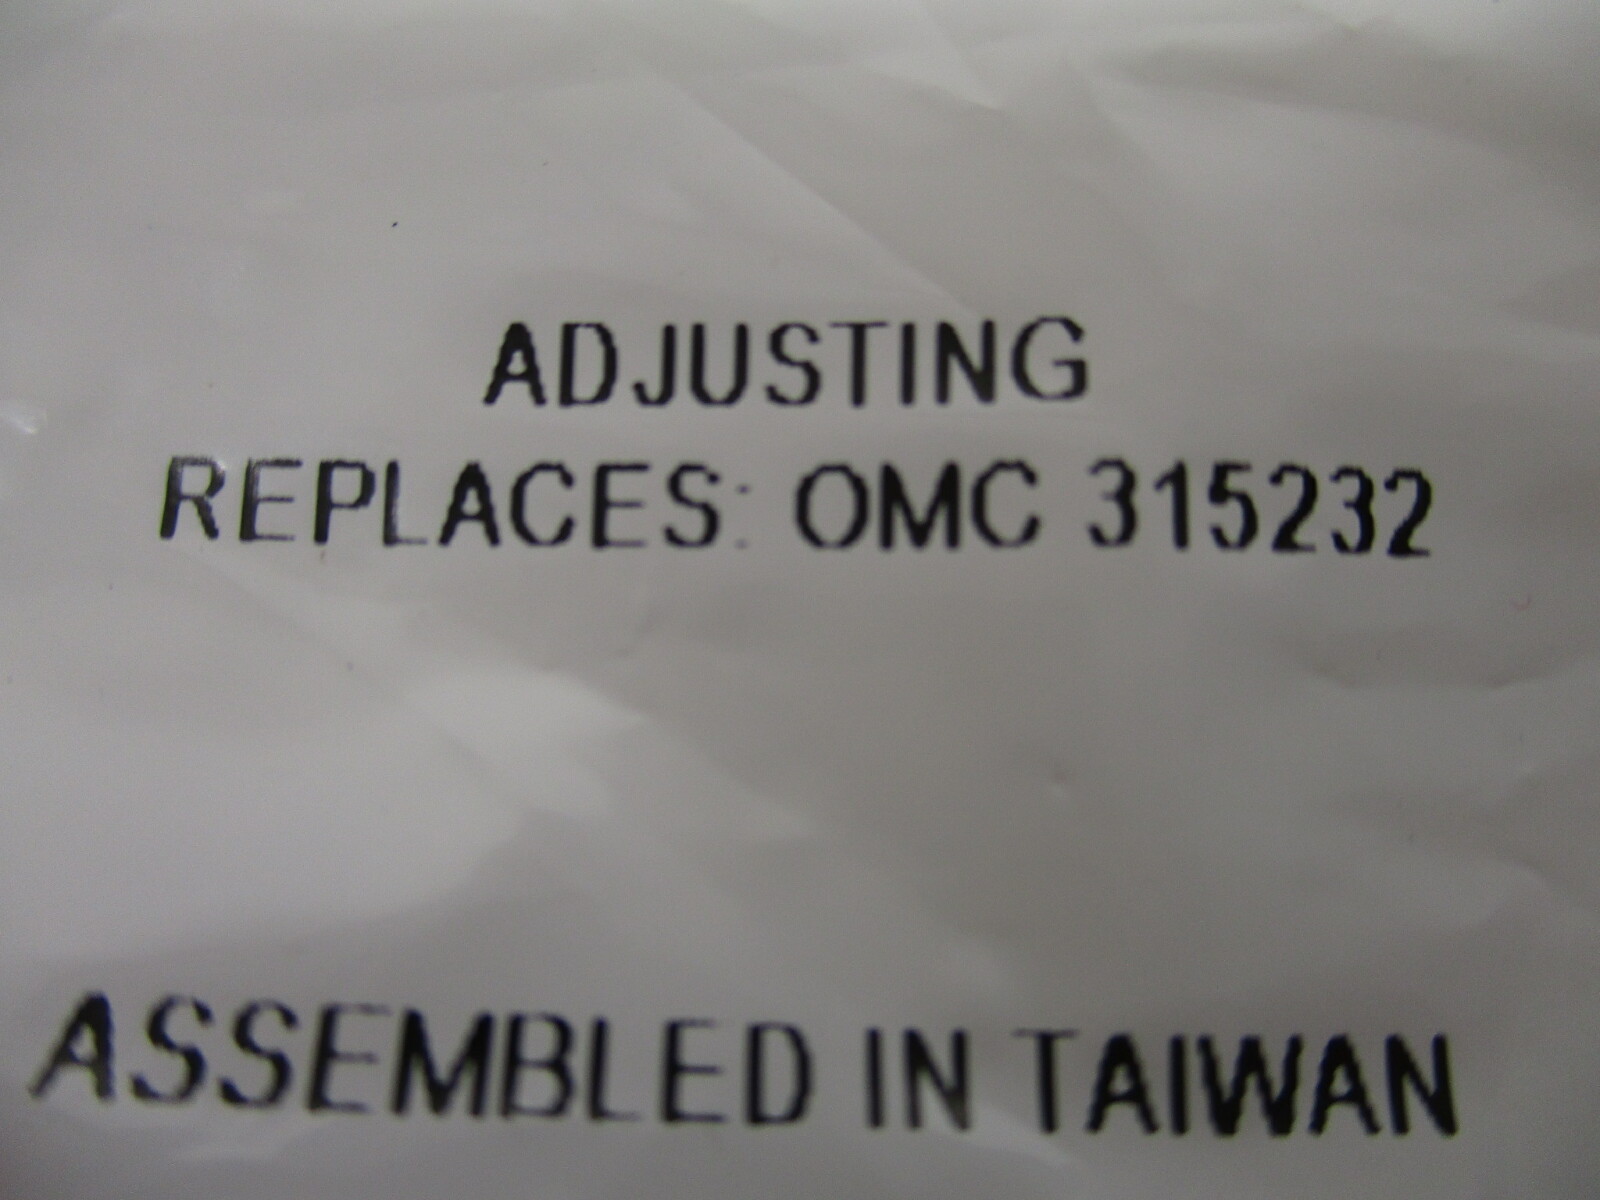 ADJUSTING
REPLACES: OMC 315232
ASSEMBLED IN TAIWAN